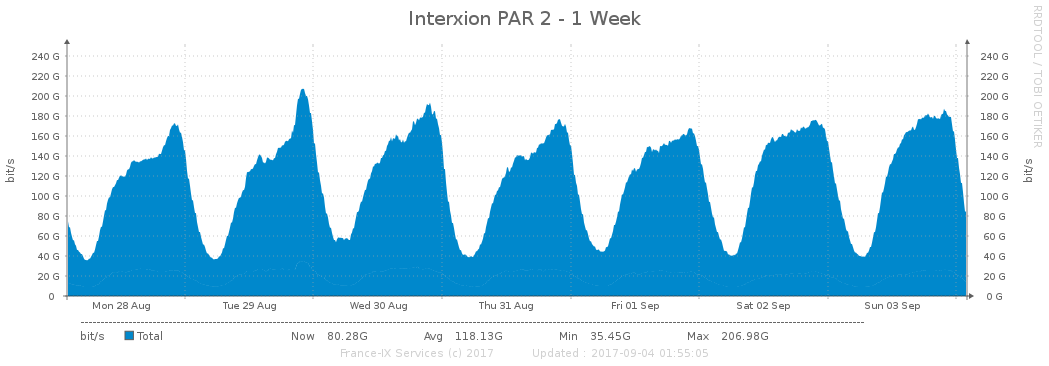 Interxion PAR 2 - 1 Week
RRDTOOL / TOBI OETIKER
bit/s
240 G
220 G
200 G
180 G
160 G
140 G
120 G
100 G
80 G
60 G
40 G
20 G
0
240 G
220 G
200 G
180 G
160 G
140 G
120 G
100 G
80 G
60 G
40 G
20 G
0 G
bit/s
Mon 28 Aug Tue 29 Aug Wed 30 Aug Thu 31 Aug Fri 01 Sep Sat 02 Sep Sun 03 Sep
bit/s Total Now 80.28G Avg 118.13G Min 35.45G Max 206.98G
France-IX Services (c) 2017 Updated : 2017-09-04 01:55:05